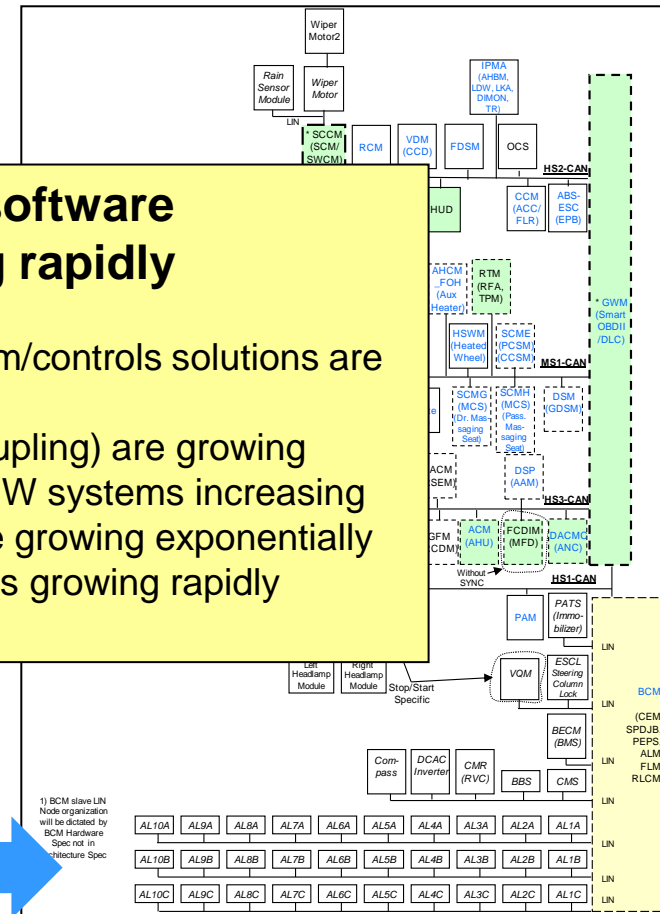 Wiper
Motor2
Rain
Sensor
Module
Wiper
Motor
LIN
IPMA
(AHBM,
LDW, LKA,
DIMON,
TR)
* SCCM
(SCM/
SWCM)
RCM
VDM
(CCD)
FDSM
OCS
HS2-CAN
HUD
CCM
(ACC/
FLR)
ABS-
ESC
(EPB)
oftware
rapidly
m/controls solutions are
upling) are growing
W systems increasing
e growing exponentially
s growing rapidly
AHCM
_FOH
(Aux
Heater)
RTM
(RFA,
TPM)
* GWM
(Smart
OBDII
/DLC)
HSWM
(Heated
Wheel)
SCME
(PCSM)
(CCSM)
MS1-CAN
SCMG
(MCS)
(Dr. Mas-
saging
Seat)
SCMH
(MCS)
(Pass.
Mas-
saging
Seat)
DSM
(GDSM)
ACM
SEM)
DSP
(AAM)
HS3-CAN
GFM
CDM)
ACM
(AHU)
FCDIM
(MFD)
DACMC
(ANC)
Without
SYNC
HS1-CAN
PAM
PATS
(Immo-
bilizer)
LIN
Left
Headlamp
Module
Right
Headlamp
Module
Stop/Start
Specific
VQM
ESCL
Steering
Column
Lock
LIN
BCM
(CEM
SPDJB
PEPS
ALM
FLM
RLCM
BECM
(BMS)
LIN
Com-
pass
DCAC
Inverter
CMR
(RVC)
BBS
CMS
LIN
1) BCM slave LIN
Node organization
will be dictated by
BCM Hardware
Spec not in
chitecture Spec
AL10A AL9A AL8A AL7A AL6A AL5A AL4A AL3A AL2A AL1A
LIN
AL10B AL9B AL8B AL7B AL6B AL5B AL4B AL3B AL2B AL1B
LIN
AL10C AL9C AL8C AL7C AL6C AL5C AL4C AL3C AL2C AL1C
LIN